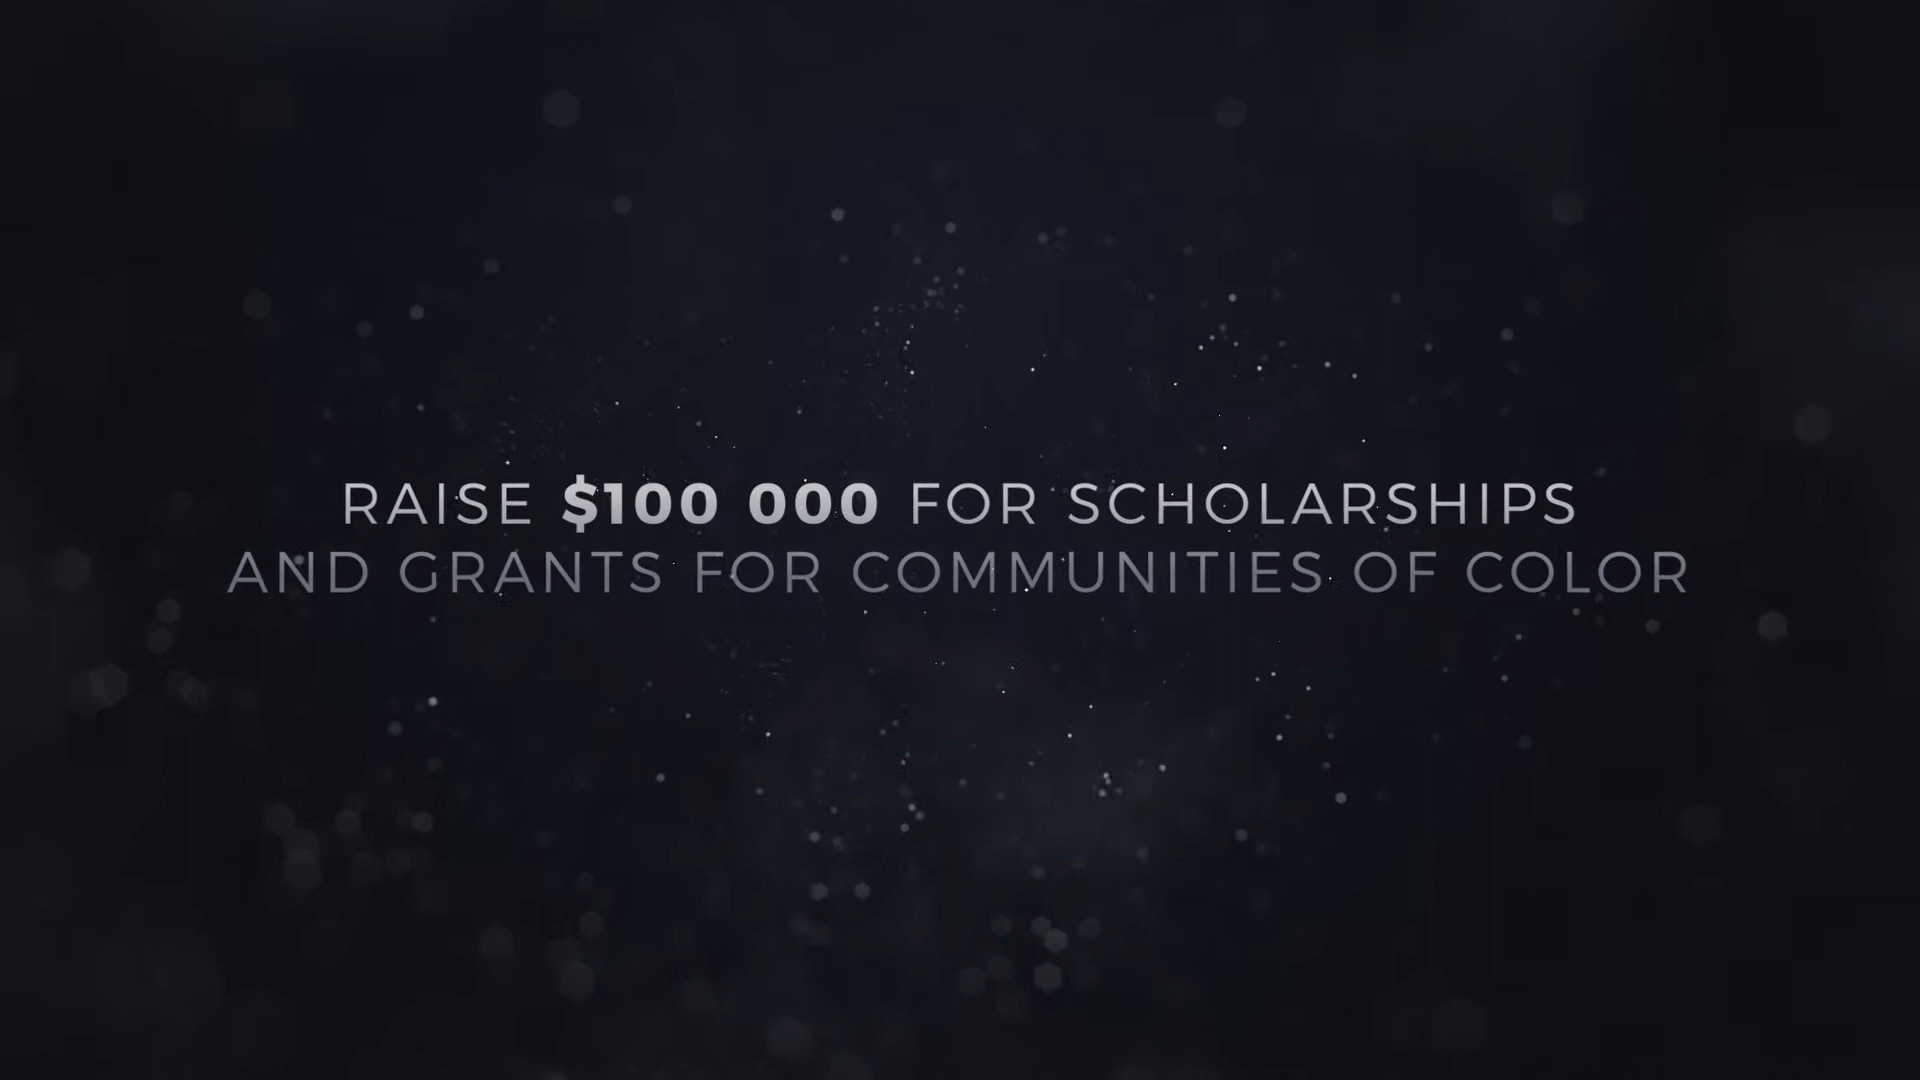 RAISE $100 000 FOR SCHOLARSHIPS
AND GRANTS FOR COMMUNITIES OF COLOR